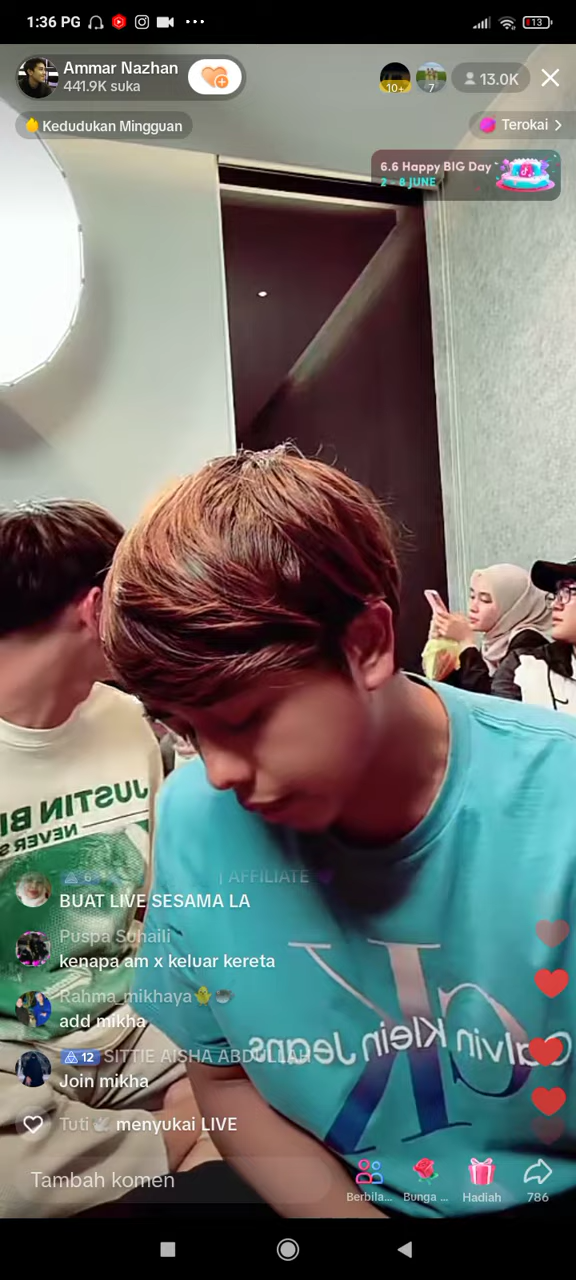 1:36 PG
13
Ammar Nazhan
441.9K suka
10+
7
13.0K
Kedudukan Mingguan
Terokai >
6.6 Happy BIG Day
2 - 8 JUNE
JUSTIN BI
NEVER S
Calvin Klein Jeans
CK
| AFFILIATE
BUAT LIVE SESAMA LA
Puspa Suhaili
kenapa am x keluar kereta
Rahma_mikhaya🐥
add mikha
12 SITTIE AISHA ABDULLAH
Join mikha
Tuti🕊 menyukai LIVE
Tambah komen
Berbila...
Bunga ...
Hadiah
786